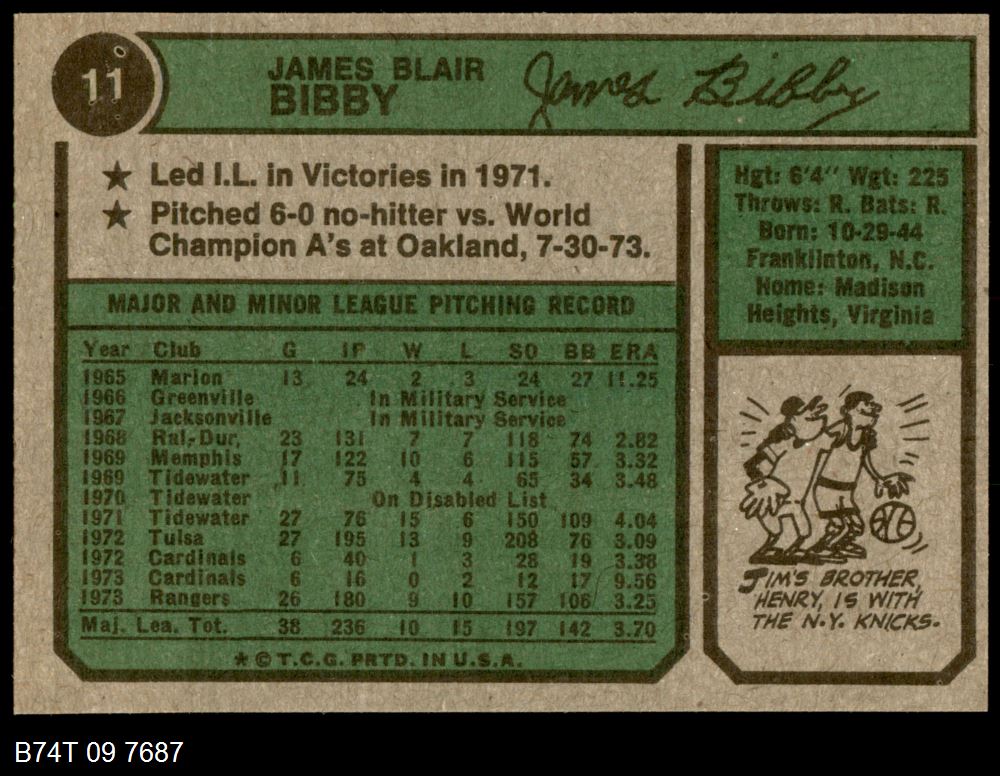 11
JAMES BLAIR
BIBBY
James Bibby
★ Led I.L. in Victories in 1971.
★ Pitched 6-0 no-hitter vs. World
Champion A's at Oakland, 7-30-73.
MAJOR AND MINOR LEAGUE PITCHING RECORD
Year Club G IP W L SO BB ERA
1965 Marion 13 24 2 3 24 27 11.25
1966 Greenville In Military Service
1967 Jacksonville In Military Service
1968 Ral.-Dur. 23 131 7 7 118 74 2.82
1969 Memphis 17 122 10 6 115 57 3.32
1969 Tidewater 11 75 4 4 65 34 3.48
1970 Tidewater On Disabled List
1971 Tidewater 27 76 15 6 150 109 4.04
1972 Tulsa 27 195 13 9 208 76 3.09
1972 Cardinals 6 40 1 3 28 19 3.38
1973 Cardinals 6 16 0 2 12 17 9.56
1973 Rangers 26 180 9 10 157 106 3.25
Maj. Lea. Tot. 38 236 10 15 197 142 3.70
★ © T.C.G. PRTD. IN U.S.A.
Hgt: 6'4" Wgt: 225
Throws: R. Bats: R.
Born: 10-29-44
Franklinton, N.C.
Home: Madison
Heights, Virginia
JIM'S BROTHER,
HENRY, IS WITH
THE N.Y. KNICKS.
B74T 09 7687